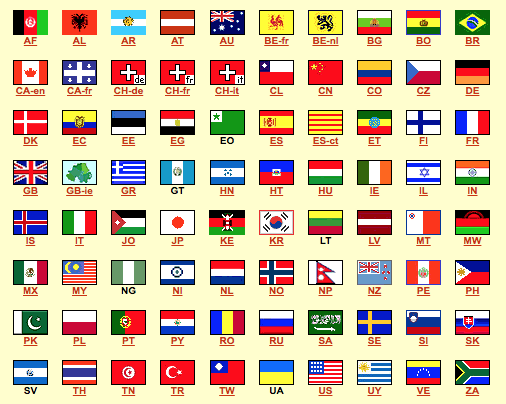 AF AL AR AT AU BE-fr BE-nl BG BO BR
de fr it
CA-en CA-fr CH-de CH-fr CH-it CL CN CO CZ DE
DK EC EE EG EO ES ES-ct ET FI FR
GB GB-ie GR GT HN HT HU IE IL IN
IS IT JO JP KE KR LT LV MT MW
MX MY NG NI NL NO NP NZ PE PH
PK PL PT PY RO RU SA SE SI SK
SV TH TN TR TW UA US UY VE ZA